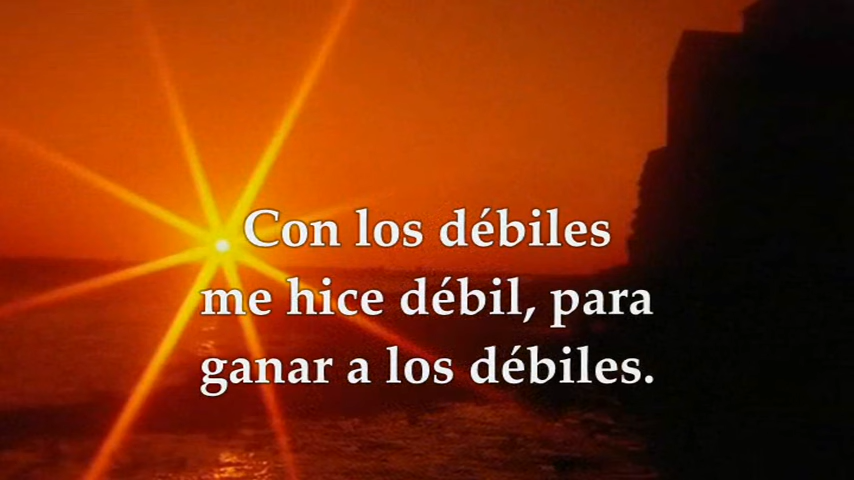 Con los débiles
me hice débil, para
ganar a los débiles.